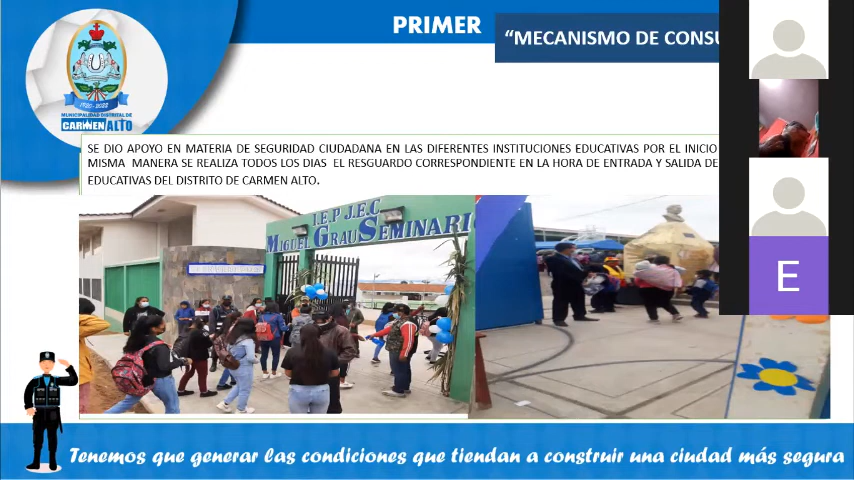 PRIMER
“MECANISMO DE CONSU
1920-2022
MUNICIPALIDAD DISTRITAL DE
CARMEN ALTO
SE DIO APOYO EN MATERIA DE SEGURIDAD CIUDADANA EN LAS DIFERENTES INSTITUCIONES EDUCATIVAS POR EL INICIO
MISMA MANERA SE REALIZA TODOS LOS DIAS EL RESGUARDO CORRESPONDIENTE EN LA HORA DE ENTRADA Y SALIDA DE
EDUCATIVAS DEL DISTRITO DE CARMEN ALTO.
I.E.P J.E.C
MIGUEL GRAU SEMINARI
E
Tenemos que generar las condiciones que tiendan a construir una ciudad más segura